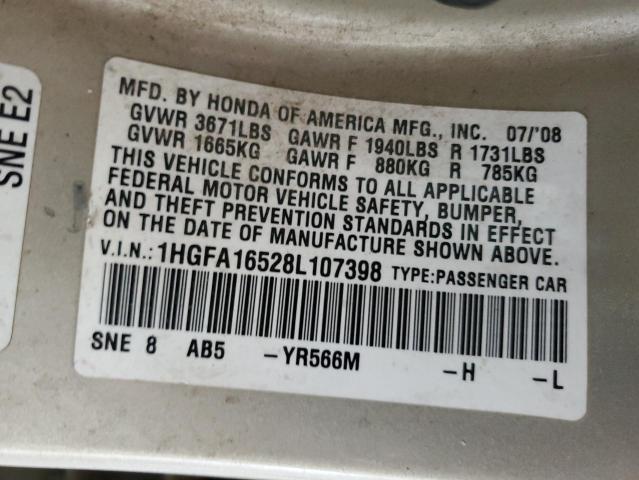 SNE E2
MFD. BY HONDA OF AMERICA MFG., INC. 07/'08
GVWR 3671LBS GAWR F 1940LBS R 1731LBS
GVWR 1665KG GAWR F 880KG R 785KG
THIS VEHICLE CONFORMS TO ALL APPLICABLE
FEDERAL MOTOR VEHICLE SAFETY, BUMPER,
AND THEFT PREVENTION STANDARDS IN EFFECT
ON THE DATE OF MANUFACTURE SHOWN ABOVE.
V.I.N.: 1HGFA16528L107398 TYPE:PASSENGER CAR
SNE 8 AB5 -YR566M -H -L